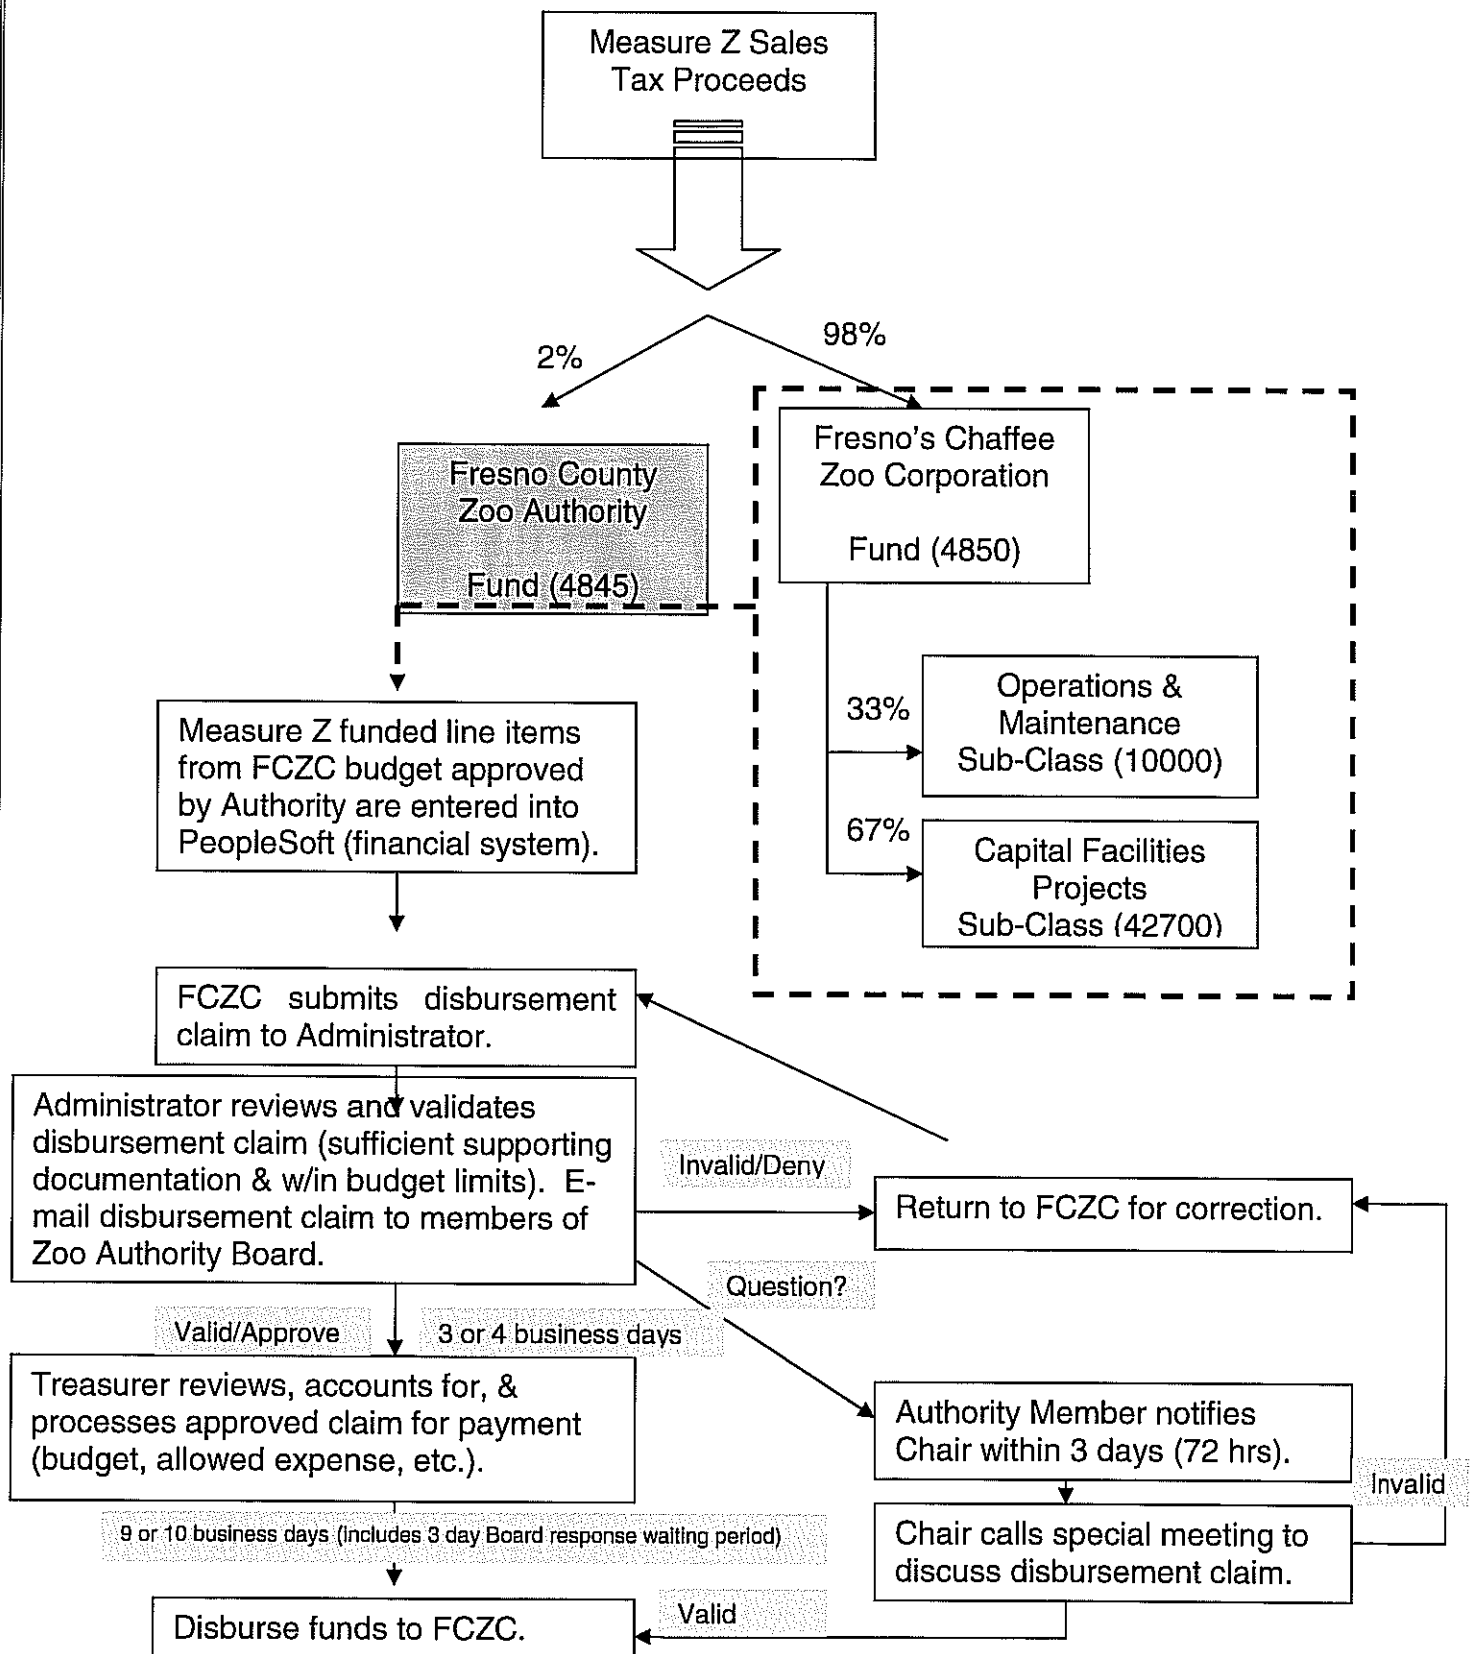 Measure Z Sales
Tax Proceeds
2%
98%
Fresno County
Zoo Authority
Fund (4845)
Fresno's Chaffee
Zoo Corporation
Fund (4850)
33%
Operations &
Maintenance
Sub-Class (10000)
67%
Capital Facilities
Projects
Sub-Class (42700)
Measure Z funded line items
from FCZC budget approved
by Authority are entered into
PeopleSoft (financial system).
FCZC submits disbursement
claim to Administrator.
Administrator reviews and validates
disbursement claim (sufficient supporting
documentation & w/in budget limits). E-
mail disbursement claim to members of
Zoo Authority Board.
Invalid/Deny
Return to FCZC for correction.
Question?
Valid/Approve
3 or 4 business days
Treasurer reviews, accounts for, &
processes approved claim for payment
(budget, allowed expense, etc.).
Authority Member notifies
Chair within 3 days (72 hrs).
Invalid
9 or 10 business days (includes 3 day Board response waiting period)
Chair calls special meeting to
discuss disbursement claim.
Valid
Disburse funds to FCZC.